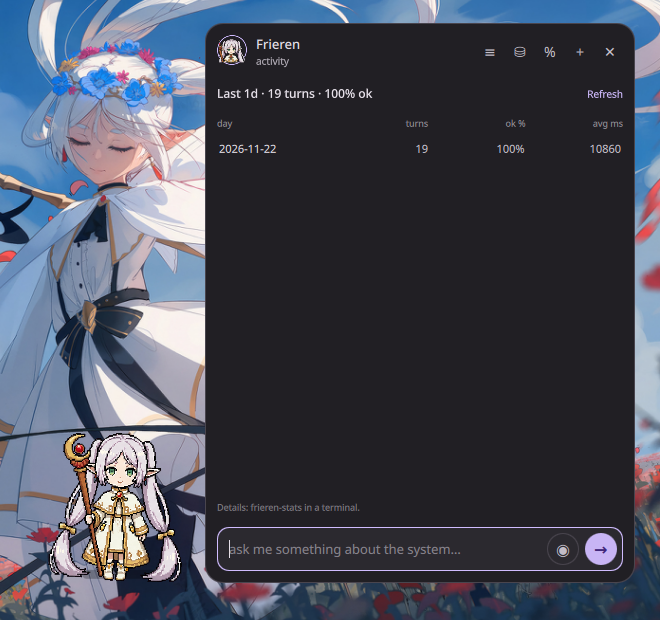 Frieren
activity
Last 1d · 19 turns · 100% ok Refresh
day turns ok % avg ms
2026-11-22 19 100% 10860
Details: frieren-stats in a terminal.
ask me something about the system...